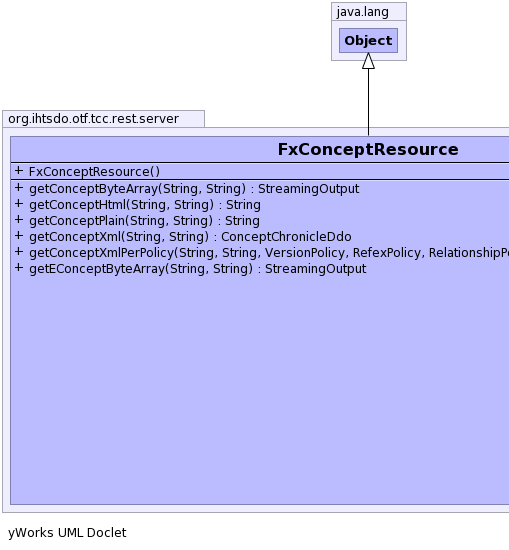 java.lang
Object
org.ihtsdo.otf.tcc.rest.server
FxConceptResource
+ FxConceptResource()
+ getConceptByteArray(String, String) : StreamingOutput
+ getConceptHtml(String, String) : String
+ getConceptPlain(String, String) : String
+ getConceptXml(String, String) : ConceptChronicleDdo
+ getConceptXmlPerPolicy(String, String, VersionPolicy, RefexPolicy, RelationshipPo
+ getEConceptByteArray(String, String) : StreamingOutput
yWorks UML Doclet